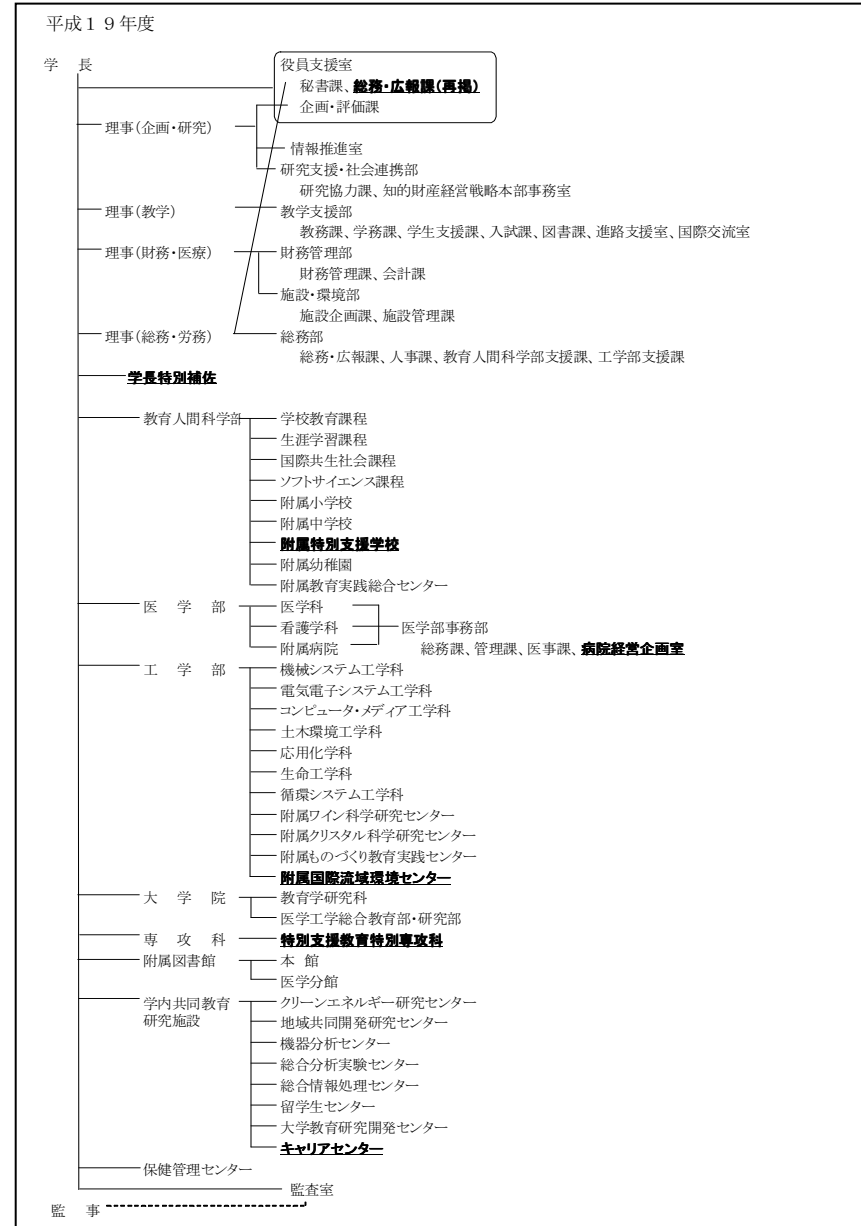 平成１９年度
学　長
役員支援室
秘書課、総務・広報課(再掲)
企画・評価課
理事(企画・研究)
情報推進室
研究支援・社会連携部
研究協力課、知的財産経営戦略本部事務室
理事(教学)　教学支援部
教務課、学務課、学生支援課、入試課、図書課、進路支援室、国際交流室
理事(財務・医療)　財務管理部
財務管理課、会計課
施設・環境部
施設企画課、施設管理課
理事(総務・労務)　総務部
総務・広報課、人事課、教育人間科学部支援課、工学部支援課
学長特別補佐
教育人間科学部　学校教育課程
生涯学習課程
国際共生社会課程
ソフトサイエンス課程
附属小学校
附属中学校
附属特別支援学校
附属幼稚園
附属教育実践総合センター
医　学　部　医学科
看護学科　医学部事務部
附属病院　総務課、管理課、医事課、病院経営企画室
工　学　部　機械システム工学科
電気電子システム工学科
コンピュータ・メディア工学科
土木環境工学科
応用化学科
生命工学科
循環システム工学科
附属ワイン科学研究センター
附属クリスタル科学研究センター
附属ものづくり教育実践センター
附属国際流域環境センター
大　学　院　教育学研究科
医学工学総合教育部・研究部
専　攻　科　特別支援教育特別専攻科
附属図書館　本　館
医学分館
学内共同教育　クリーンエネルギー研究センター
研究施設　地域共同開発研究センター
機器分析センター
総合分析実験センター
総合情報処理センター
留学生センター
大学教育研究開発センター
キャリアセンター
保健管理センター
監査室
監　事